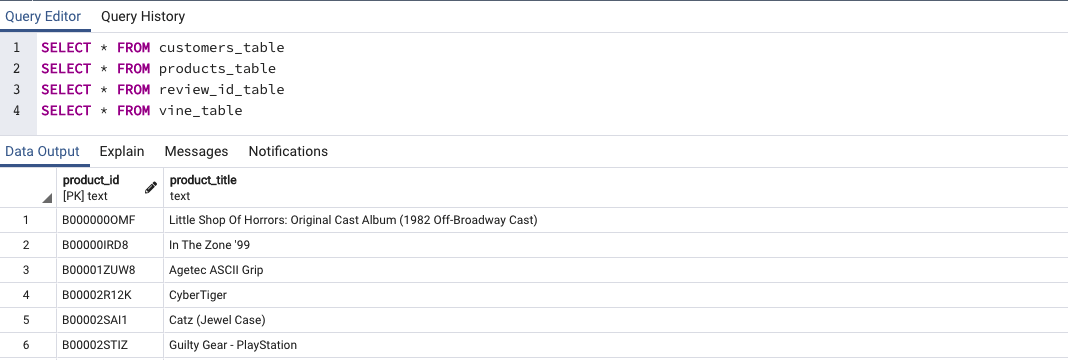 Query Editor Query History
1 SELECT * FROM customers_table
2 SELECT * FROM products_table
3 SELECT * FROM review_id_table
4 SELECT * FROM vine_table
Data Output Explain Messages Notifications
product_id product_title
[PK] text text
1 B000000OMF Little Shop Of Horrors: Original Cast Album (1982 Off-Broadway Cast)
2 B00000IRD8 In The Zone '99
3 B00001ZUW8 Agetec ASCII Grip
4 B00002R12K CyberTiger
5 B00002SAI1 Catz (Jewel Case)
6 B00002STIZ Guilty Gear - PlayStation